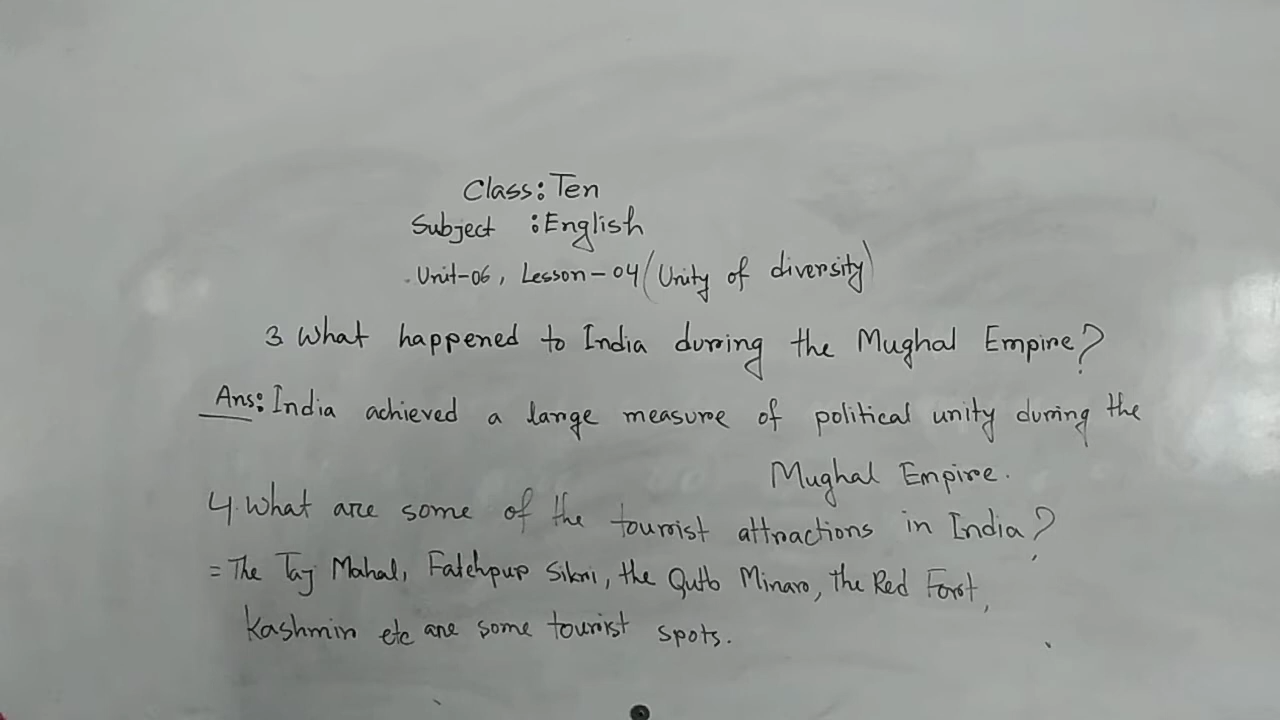 Class: Ten
Subject : English
Unit-06, Lesson-04 (Unity of diversity)
3. What happened to India during the Mughal Empire?
Ans: India achieved a large measure of political unity during the
Mughal Empire.
4. What are some of the tourist attractions in India?
= The Taj Mahal, Fatehpur Sikri, the Qutb Minar, the Red Fort,
Kashmir etc are some tourist spots.